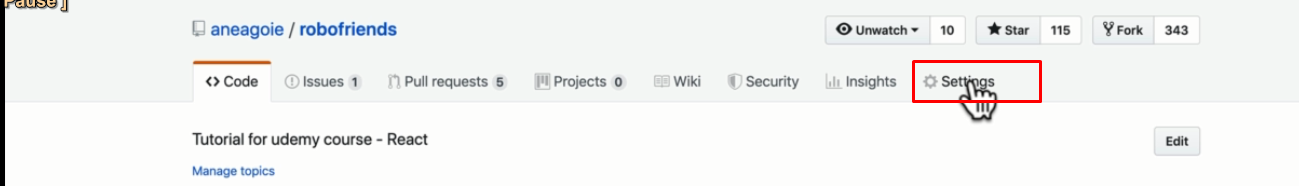 Pause ]
aneagoie / robofriends
Unwatch 10 Star 115 Fork 343
Code Issues 1 Pull requests 5 Projects 0 Wiki Security Insights Settings
Tutorial for udemy course - React
Edit
Manage topics